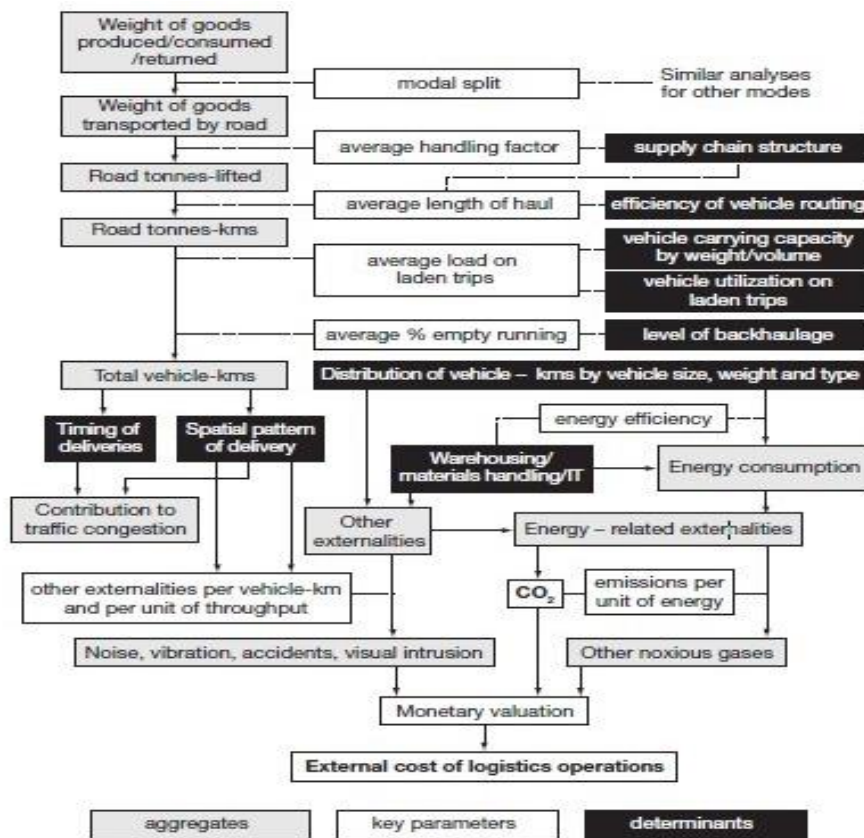 Weight of goods
produced/consumed
/returned
modal split
Similar analyses
for other modes
Weight of goods
transported by road
average handling factor
supply chain structure
Road tonnes-lifted
average length of haul
efficiency of vehicle routing
Road tonnes-kms
vehicle carrying capacity
by weight/volume
average load on
laden trips
vehicle utilization on
laden trips
average % empty running
level of backhaulage
Total vehicle-kms
Distribution of vehicle – kms by vehicle size, weight and type
energy efficiency
Timing of
deliveries
Spatial pattern
of delivery
Warehousing/
materials handling/IT
Energy consumption
Contribution to
traffic congestion
Other
externalities
Energy – related externalities
other externalities per vehicle-km
and per unit of throughput
CO₂
emissions per
unit of energy
Noise, vibration, accidents, visual intrusion
Other noxious gases
Monetary valuation
External cost of logistics operations
aggregates
key parameters
determinants